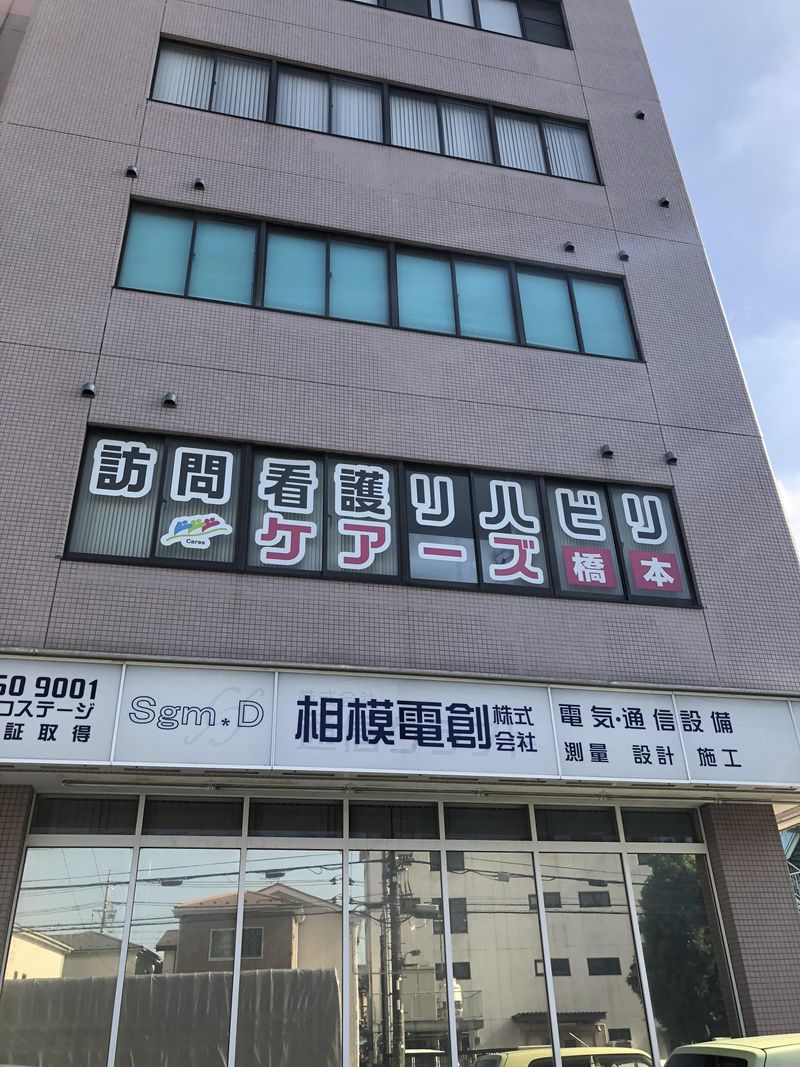 訪問看護リハビリ
Cares
ケアーズ橋本
9001
ロステージ
証取得
Sgm*D
相模電創株式会社
電気・通信設備
測量 設計 施工